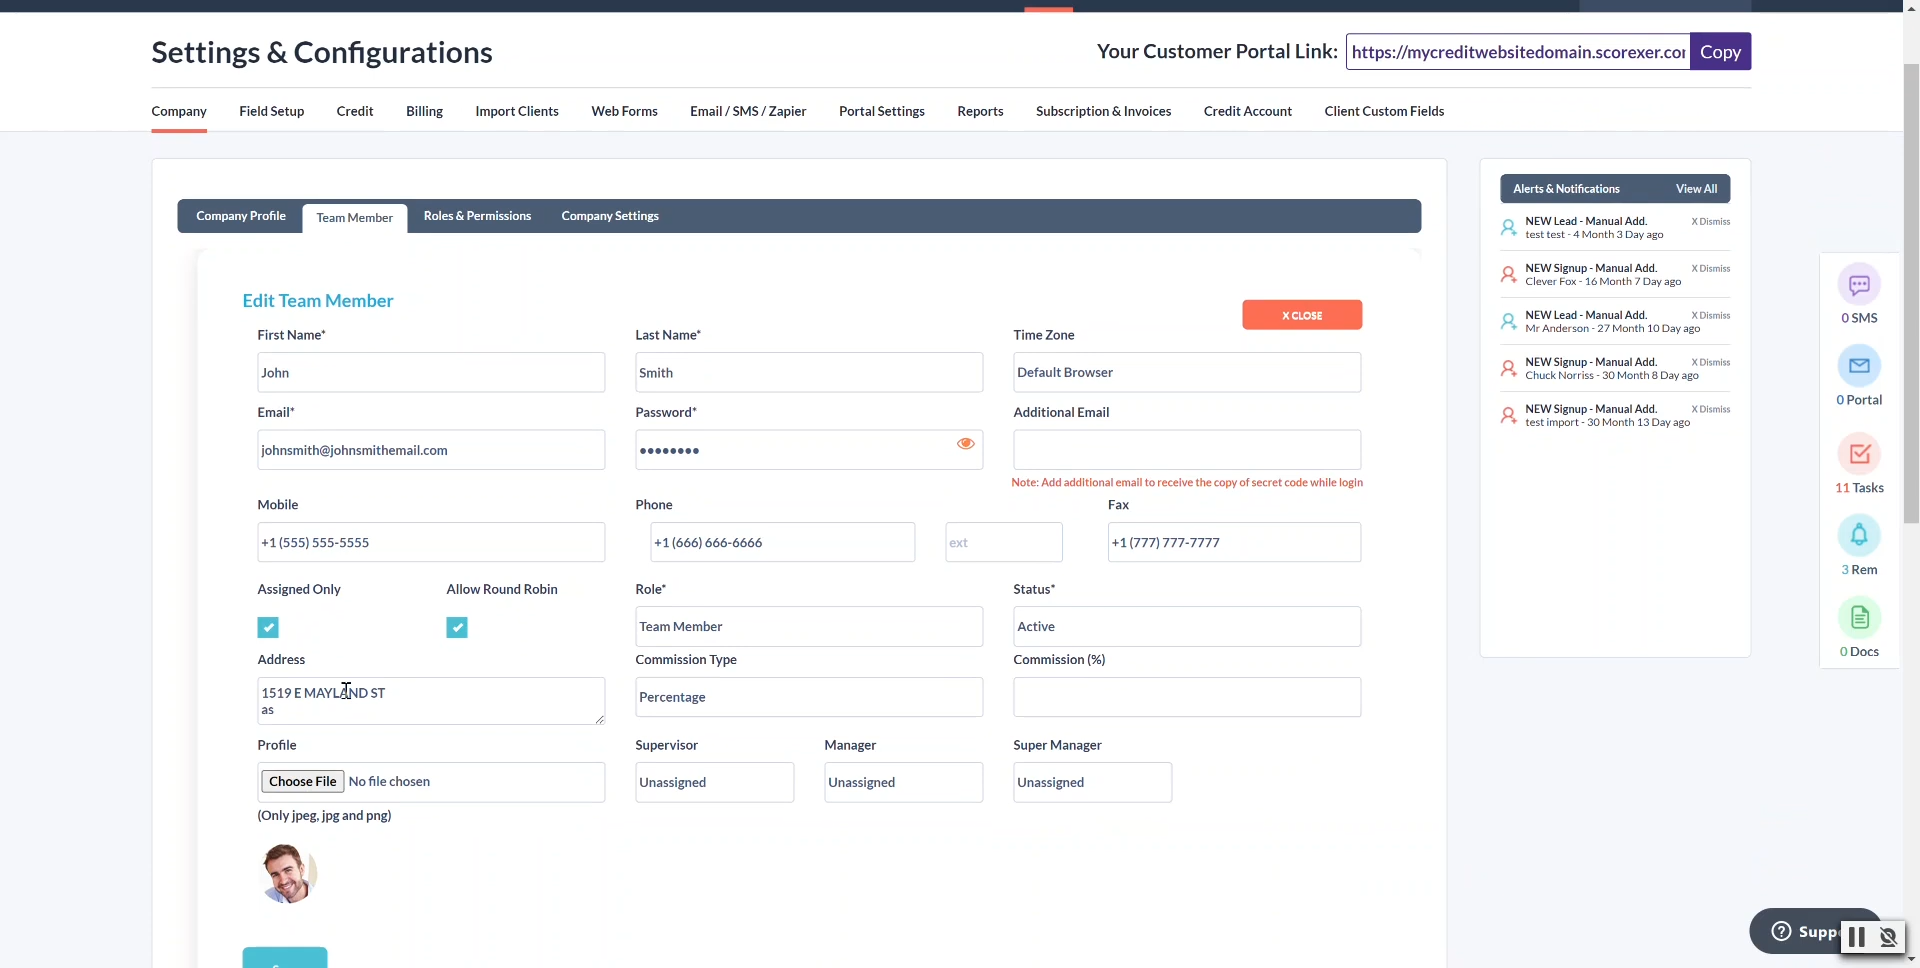 Settings & Configurations
Your Customer Portal Link: https://mycreditwebsitedomain.scorexer.cor Copy
Company Field Setup Credit Billing Import Clients Web Forms Email / SMS / Zapier Portal Settings Reports Subscription & Invoices Credit Account Client Custom Fields
Company Profile Team Member Roles & Permissions Company Settings
Edit Team Member
X CLOSE
First Name* Last Name* Time Zone
John Smith Default Browser
Email* Password* Additional Email
johnsmith@johnsmithemail.com ••••••••
Note: Add additional email to receive the copy of secret code while login
Mobile Phone Fax
+1 (555) 555-5555 +1 (666) 666-6666 ext +1 (777) 777-7777
Assigned Only Allow Round Robin Role* Status*
Team Member Active
Address Commission Type Commission (%)
1519 E MAYLAND ST
as
Percentage
Profile Supervisor Manager Super Manager
Choose File No file chosen Unassigned Unassigned Unassigned
(Only jpeg, jpg and png)
Alerts & Notifications View All
NEW Lead - Manual Add. X Dismiss
test test - 4 Month 3 Day ago
NEW Signup - Manual Add. X Dismiss
Clever Fox - 16 Month 7 Day ago
NEW Lead - Manual Add. X Dismiss
Mr Anderson - 27 Month 10 Day ago
NEW Signup - Manual Add. X Dismiss
Chuck Norriss - 30 Month 8 Day ago
NEW Signup - Manual Add. X Dismiss
test import - 30 Month 13 Day ago
0 SMS
0 Portal
11 Tasks
3 Rem
0 Docs